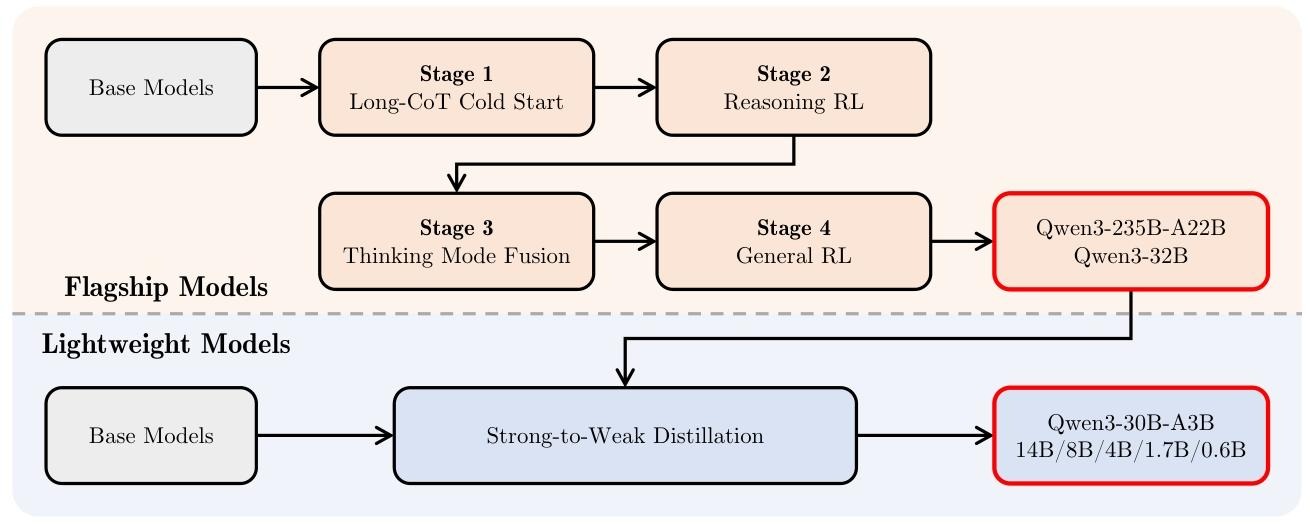 Base Models
Stage 1
Long-CoT Cold Start
Stage 2
Reasoning RL
Stage 3
Thinking Mode Fusion
Stage 4
General RL
Qwen3-235B-A22B
Qwen3-32B
Flagship Models
Lightweight Models
Base Models
Strong-to-Weak Distillation
Qwen3-30B-A3B
14B/8B/4B/1.7B/0.6B